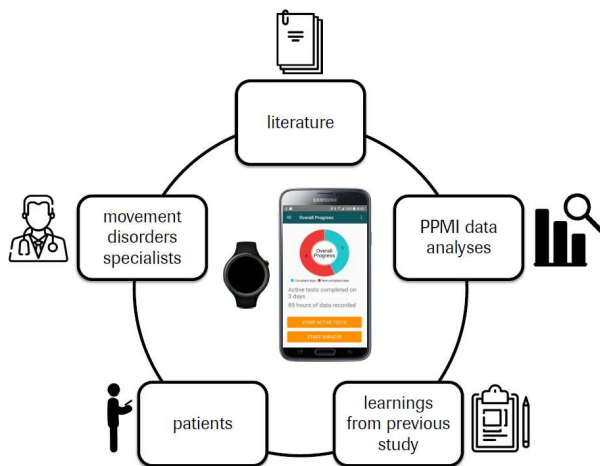 literature
movement
disorders
specialists
PPMI data
analyses
SAMSUNG
Overall Progress
Overall
Progress
Active tests completed on
3 days
89 hours of data recorded
START ACTIVE TESTS
START SURVEYS
patients
learnings
from previous
study